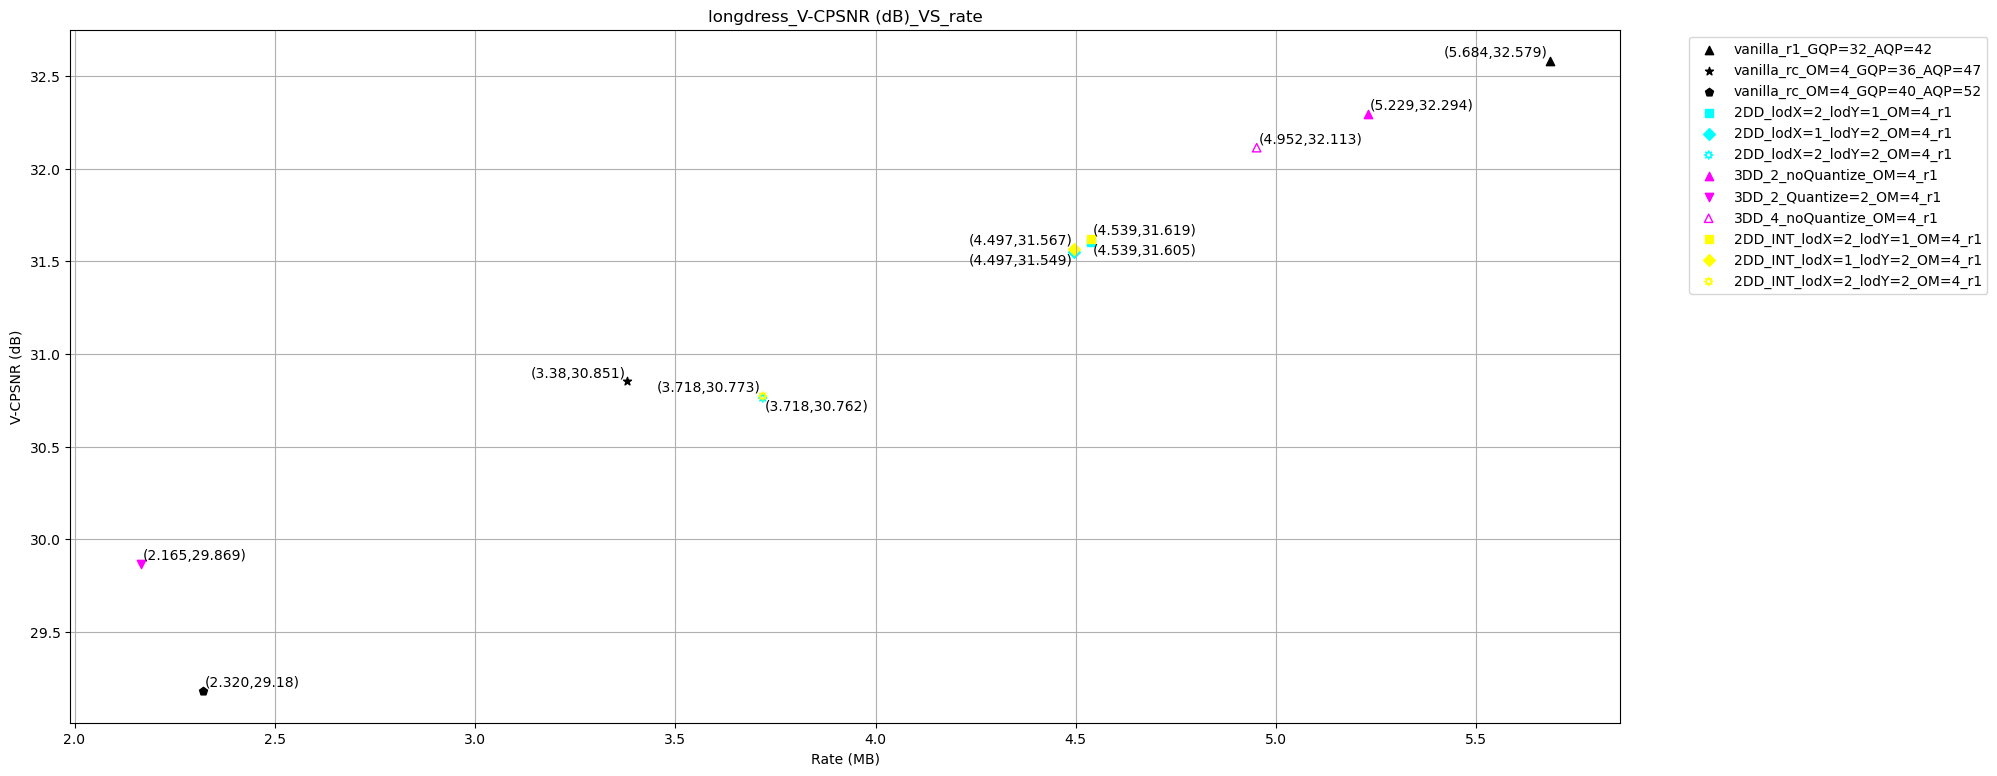 longdress_V-CPSNR (dB)_VS_rate
V-CPSNR (dB)
32.5
32.0
31.5
31.0
30.5
30.0
29.5
(5.684,32.579)
(5.229,32.294)
(4.952,32.113)
(4.539,31.619)
(4.497,31.567)
(4.539,31.605)
(4.497,31.549)
(3.38,30.851)
(3.718,30.773)
(3.718,30.762)
(2.165,29.869)
(2.320,29.18)
2.0
2.5
3.0
3.5
4.0
4.5
5.0
5.5
Rate (MB)
vanilla_r1_GQP=32_AQP=42
vanilla_rc_OM=4_GQP=36_AQP=47
vanilla_rc_OM=4_GQP=40_AQP=52
2DD_lodX=2_lodY=1_OM=4_r1
2DD_lodX=1_lodY=2_OM=4_r1
2DD_lodX=2_lodY=2_OM=4_r1
3DD_2_noQuantize_OM=4_r1
3DD_2_Quantize=2_OM=4_r1
3DD_4_noQuantize_OM=4_r1
2DD_INT_lodX=2_lodY=1_OM=4_r1
2DD_INT_lodX=1_lodY=2_OM=4_r1
2DD_INT_lodX=2_lodY=2_OM=4_r1